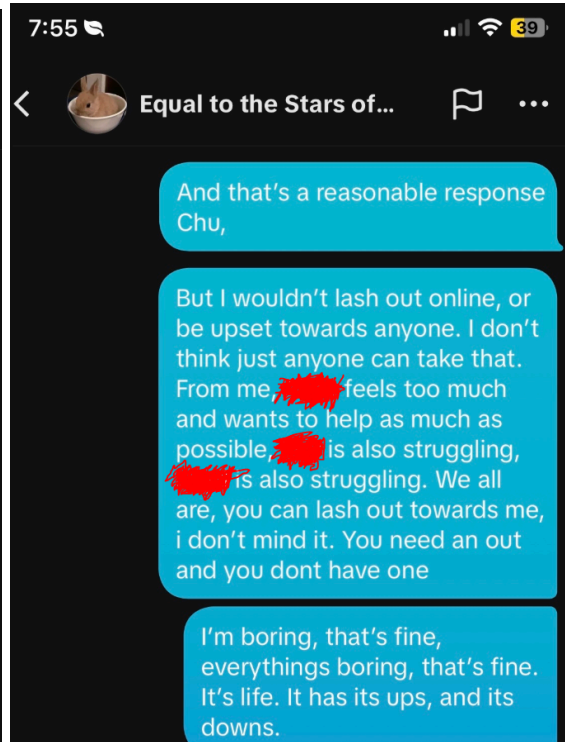 7:55
39
Equal to the Stars of...
And that's a reasonable response
Chu,
But I wouldn't lash out online, or
be upset towards anyone. I don't
think just anyone can take that.
From me, feels too much
and wants to help as much as
possible, is also struggling,
is also struggling. We all
are, you can lash out towards me,
i don't mind it. You need an out
and you dont have one
I'm boring, that's fine,
everythings boring, that's fine.
It's life. It has its ups, and its
downs.